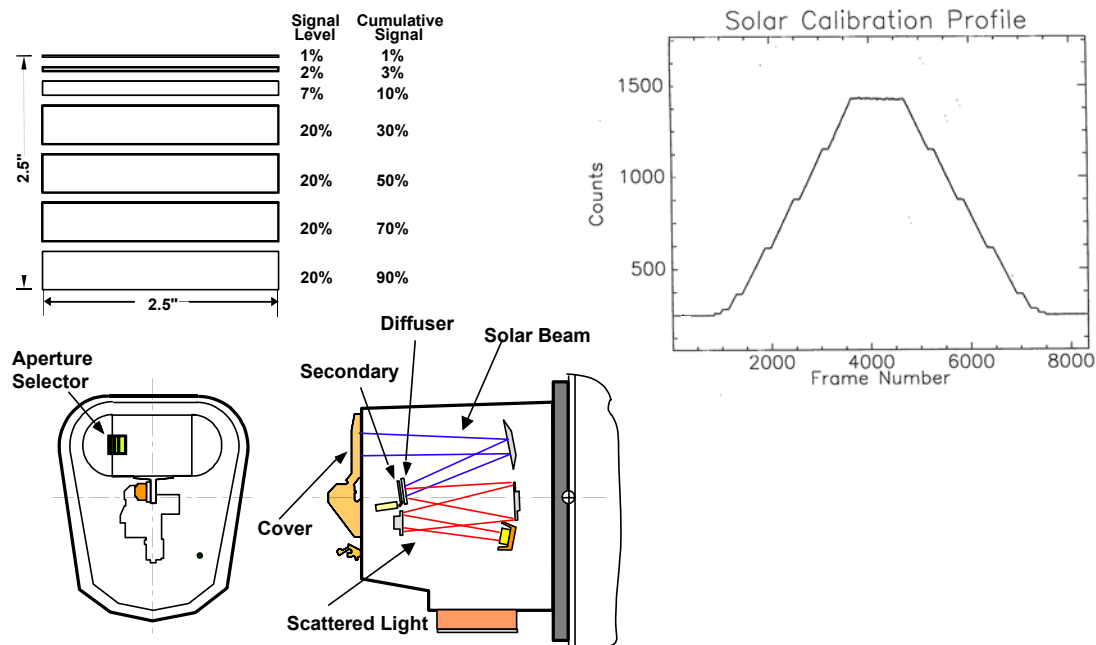 Signal Level Cumulative Signal
1% 1%
2% 3%
7% 10%
20% 30%
20% 50%
20% 70%
20% 90%
2.5"
2.5"
Solar Calibration Profile
1500
1000
500
Counts
2000 4000 6000 8000
Frame Number
Aperture Selector
Diffuser
Solar Beam
Secondary
Cover
Scattered Light